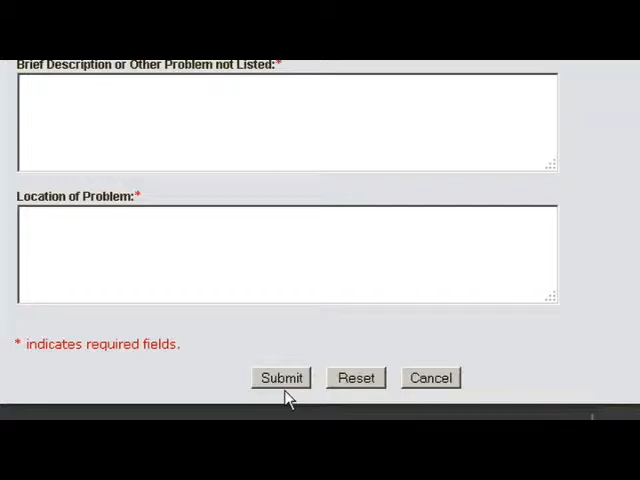 Brief Description or Other Problem not Listed:*
Location of Problem:*
* indicates required fields.
Submit Reset Cancel